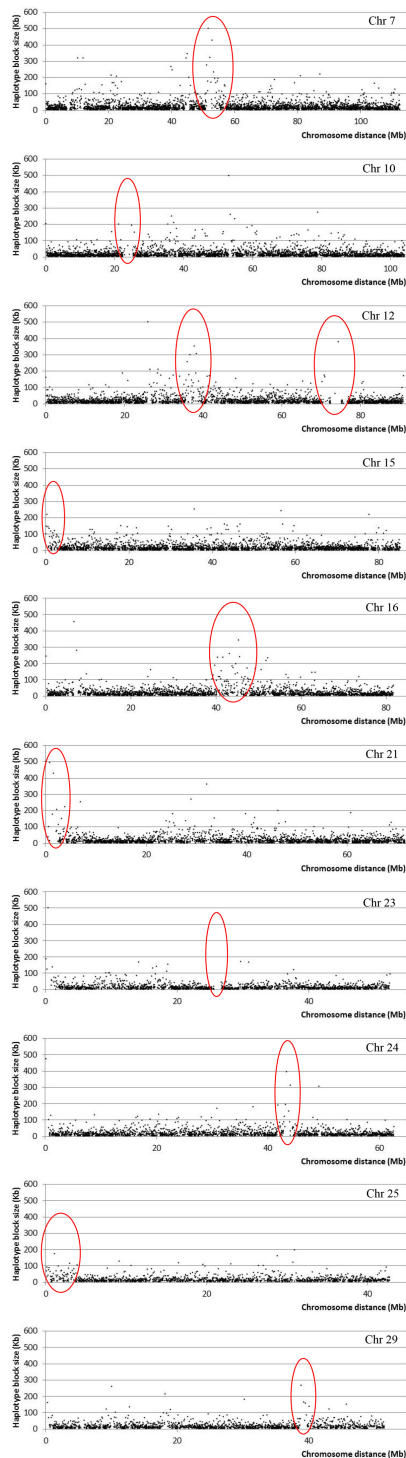 Chr 7
Haplotype block size (Kb)
600
500
400
300
200
100
0
0 20 40 60 80 100
Chromosome distance (Mb)
Chr 10
Haplotype block size (Kb)
600
500
400
300
200
100
0
0 20 40 60 80 100
Chromosome distance (Mb)
Chr 12
Haplotype block size (Kb)
600
500
400
300
200
100
0
0 20 40 60 80
Chromosome distance (Mb)
Chr 15
Haplotype block size (Kb)
600
500
400
300
200
100
0
0 20 40 60 80
Chromosome distance (Mb)
Chr 16
Haplotype block size (Kb)
600
500
400
300
200
100
0
0 20 40 60 80
Chromosome distance (Mb)
Chr 21
Haplotype block size (Kb)
600
500
400
300
200
100
0
0 20 40 60
Chromosome distance (Mb)
Chr 23
Haplotype block size (Kb)
600
500
400
300
200
100
0
0 20 40
Chromosome distance (Mb)
Chr 24
Haplotype block size (Kb)
600
500
400
300
200
100
0
0 20 40 60
Chromosome distance (Mb)
Chr 25
Haplotype block size (Kb)
600
500
400
300
200
100
0
0 20 40
Chromosome distance (Mb)
Chr 29
Haplotype block size (Kb)
600
500
400
300
200
100
0
0 20 40
Chromosome distance (Mb)